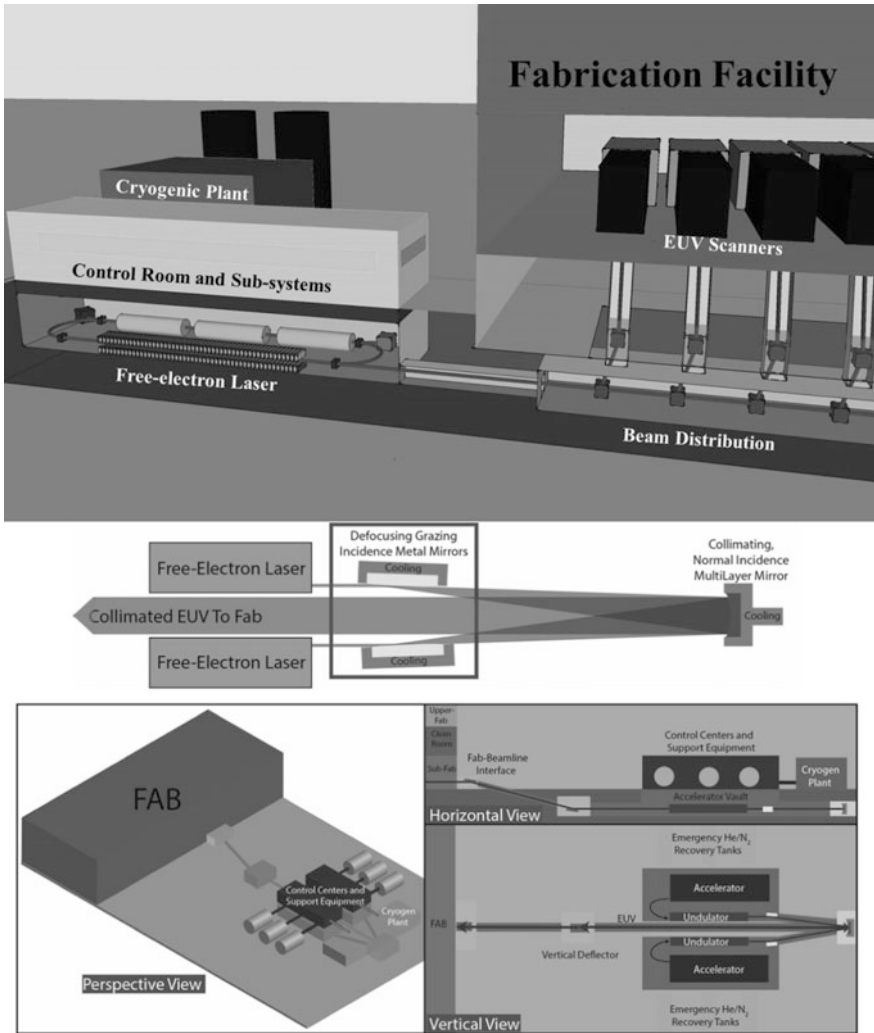 Fabrication Facility
Cryogenic Plant
EUV Scanners
Control Room and Sub-systems
Free-electron Laser
Beam Distribution
Defocusing Grazing
Incidence Metal Mirrors
Free-Electron Laser
Cooling
Collimating,
Normal Incidence
MultiLayer Mirror
Collimated EUV To Fab
Cooling
Free-Electron Laser
Cooling
FAB
Control Centers and
Support Equipment
Cryogen
Plant
Perspective View
Upper-
Fab
Clean
Room
Sub-Fab
Fab-Beamline
Interface
Control Centers and
Support Equipment
Cryogen
Plant
Accelerator Vault
Horizontal View
Emergency He/N₂
Recovery Tanks
Accelerator
FAB
EUV
Undulator
Undulator
Vertical Deflector
Accelerator
Emergency He/N₂
Recovery Tanks
Vertical View